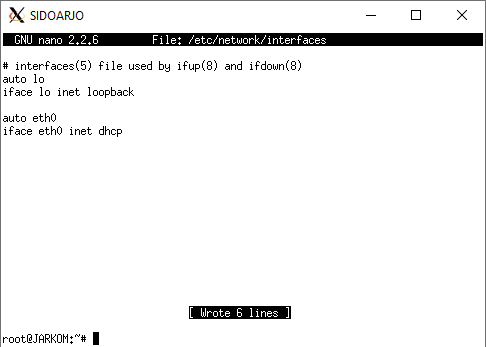 SIDOARJO
GNU nano 2.2.6 File: /etc/network/interfaces
# interfaces(5) file used by ifup(8) and ifdown(8)
auto lo
iface lo inet loopback
auto eth0
iface eth0 inet dhcp
[ Wrote 6 lines ]
root@JARKOM:~#